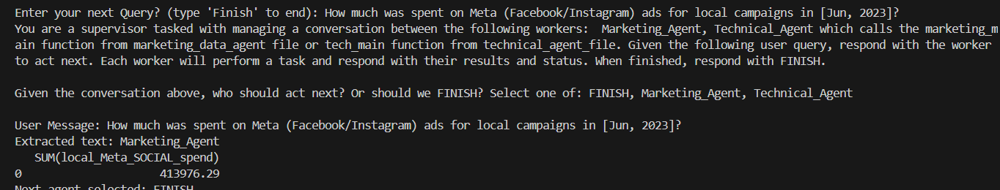 Enter your next Query? (type 'Finish' to end): How much was spent on Meta (Facebook/Instagram) ads for local campaigns in [Jun, 2023]?
You are a supervisor tasked with managing a conversation between the following workers:  Marketing_Agent, Technical_Agent which calls the marketing_m
ain function from marketing_data_agent file or tech_main function from technical_agent_file. Given the following user query, respond with the worker
to act next. Each worker will perform a task and respond with their results and status. When finished, respond with FINISH.
Given the conversation above, who should act next? Or should we FINISH? Select one of: FINISH, Marketing_Agent, Technical_Agent
User Message: How much was spent on Meta (Facebook/Instagram) ads for local campaigns in [Jun, 2023]?
Extracted text: Marketing_Agent
SUM(local_Meta_SOCIAL_spend)
0 413976.29
Next agent selected: FINISH